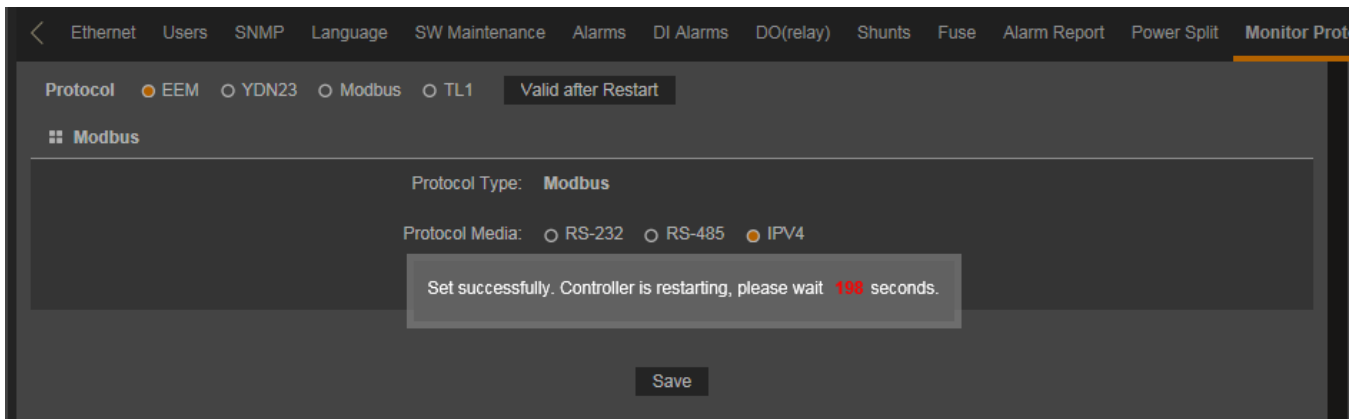 Ethernet Users SNMP Language SW Maintenance Alarms DI Alarms DO(relay) Shunts Fuse Alarm Report Power Split Monitor Prot
Protocol EEM YDN23 Modbus TL1 Valid after Restart
Modbus
Protocol Type: Modbus
Protocol Media: RS-232 RS-485 IPV4
Set successfully. Controller is restarting, please wait 198 seconds.
Save